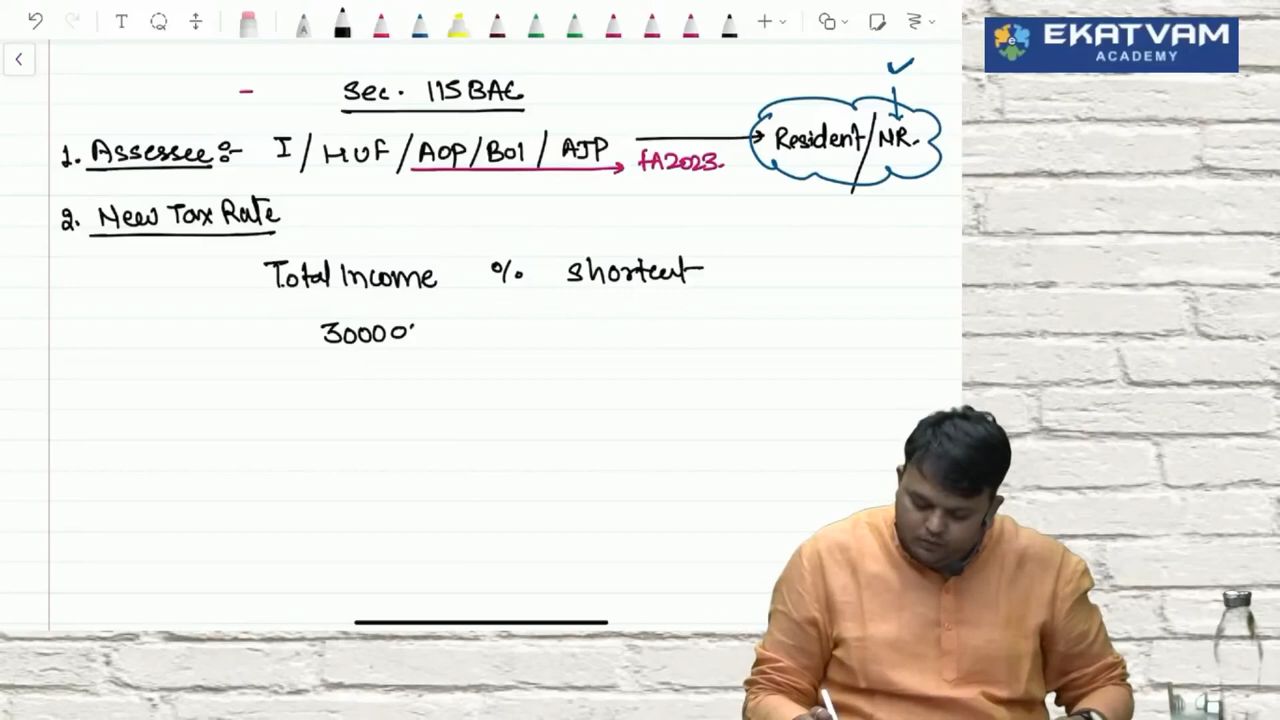 EKATVAM
ACADEMY
Sec. 115BAC
1. Assessee:- I / HUF / AOP / BOI / AJP → FA2023. Resident / NR.
2. New Tax Rate
Total Income % shortcut
30000